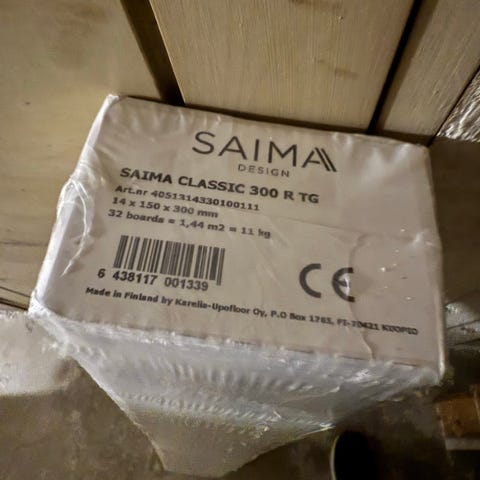 SAIMA
DESIGN
SAIMA CLASSIC 300 R TG
Art.nr 4051314330100111
14 x 150 x 300 mm
32 boards = 1,44 m2 = 11 kg
6 438117 001339
CE
Made in Finland by Karelia-Upofloor Oy, P.O Box 1765, FI-70421 KUOPIO